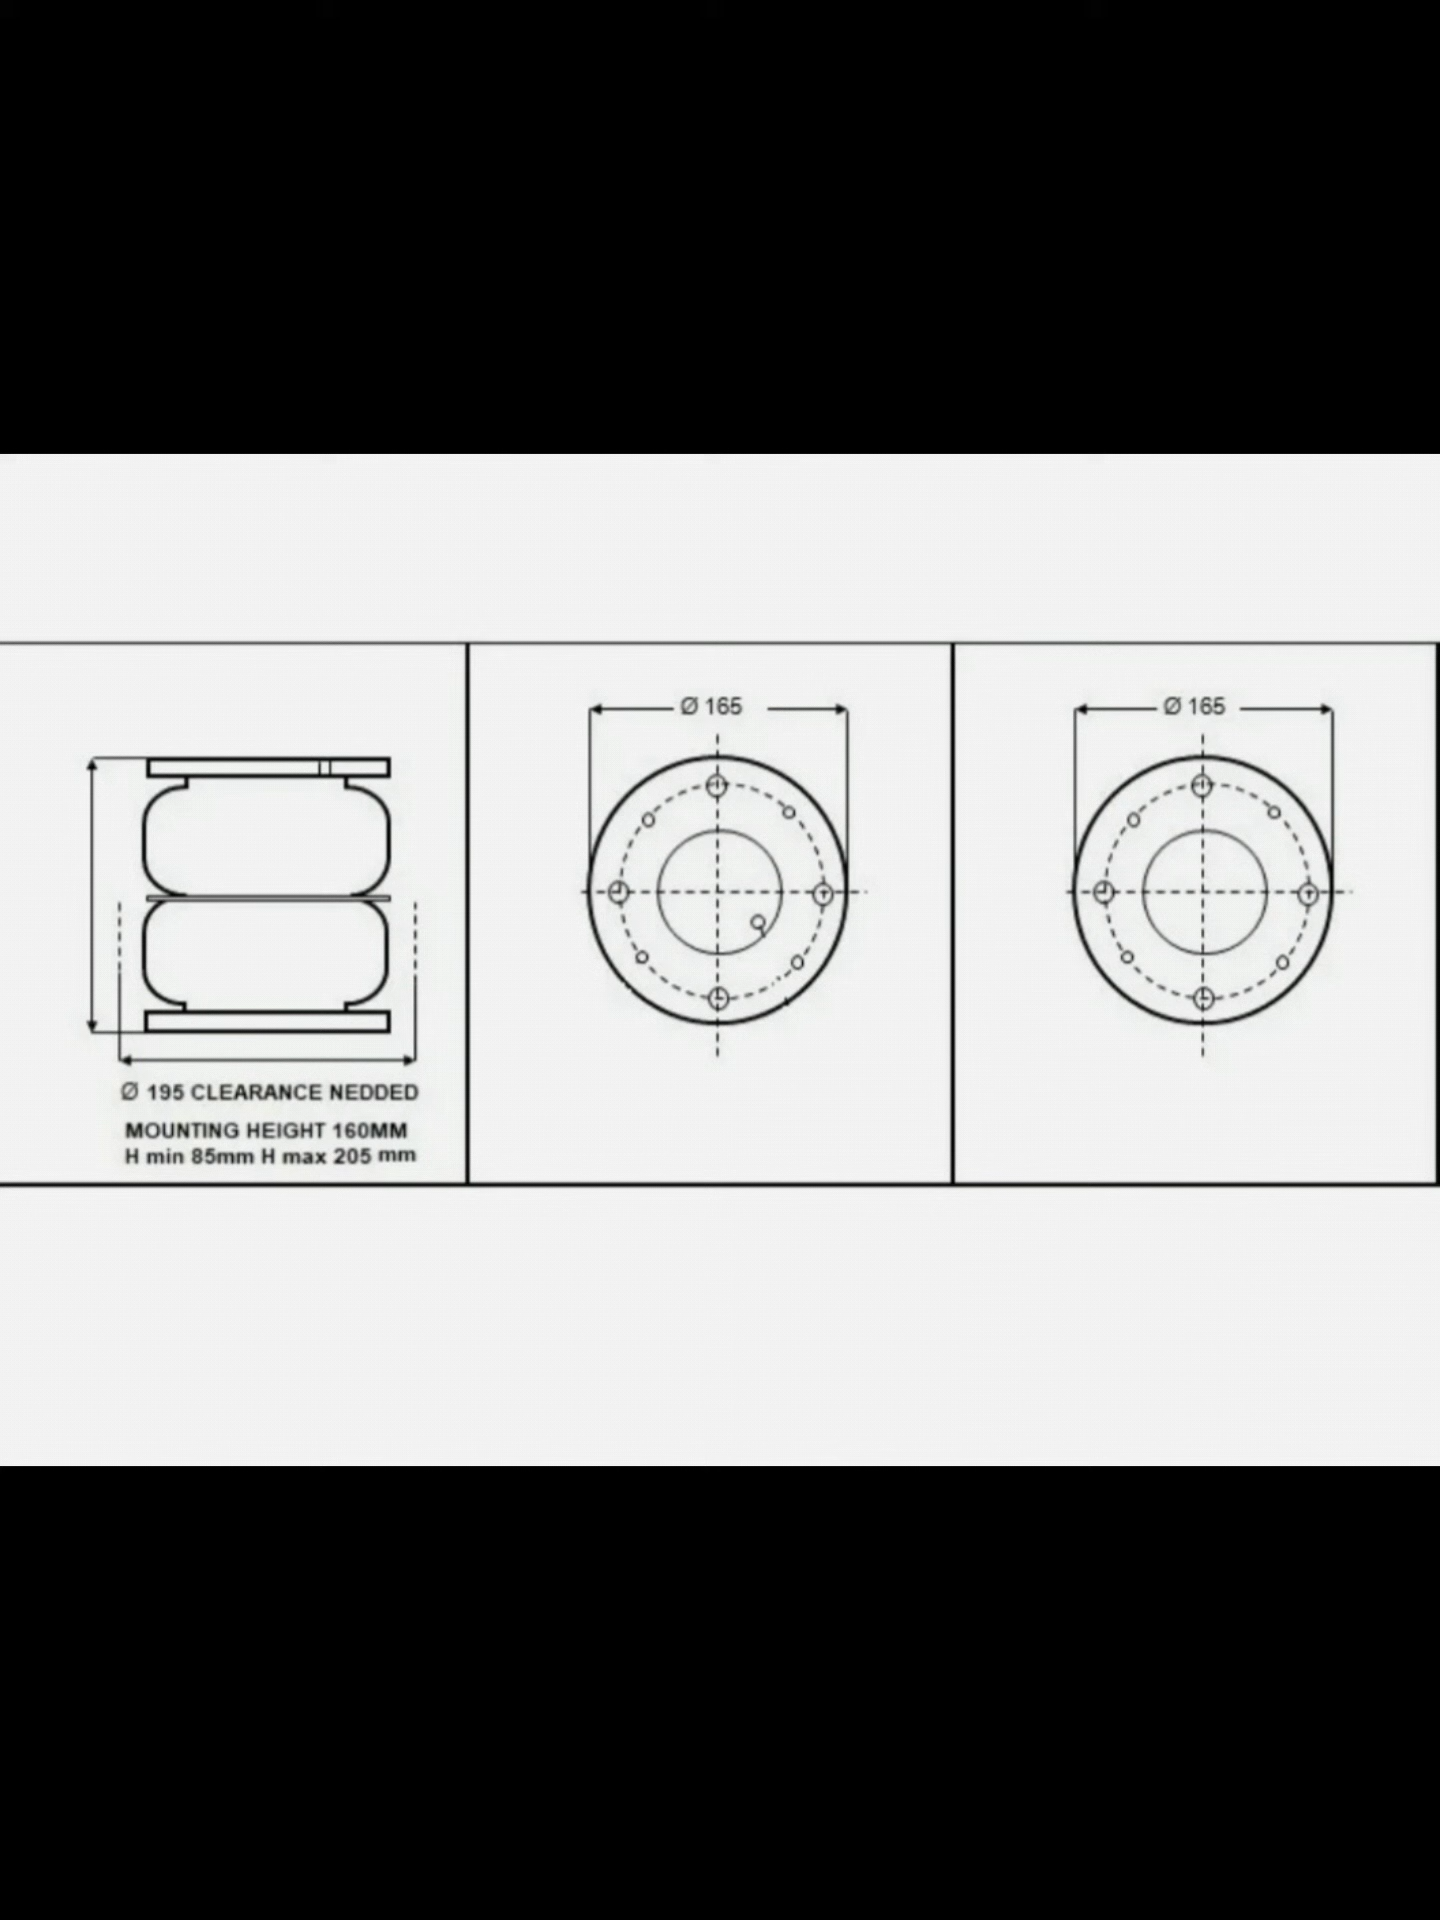 Ø 165
Ø 165
Ø 195 CLEARANCE NEDDED
MOUNTING HEIGHT 160MM
H min 85mm H max 205 mm